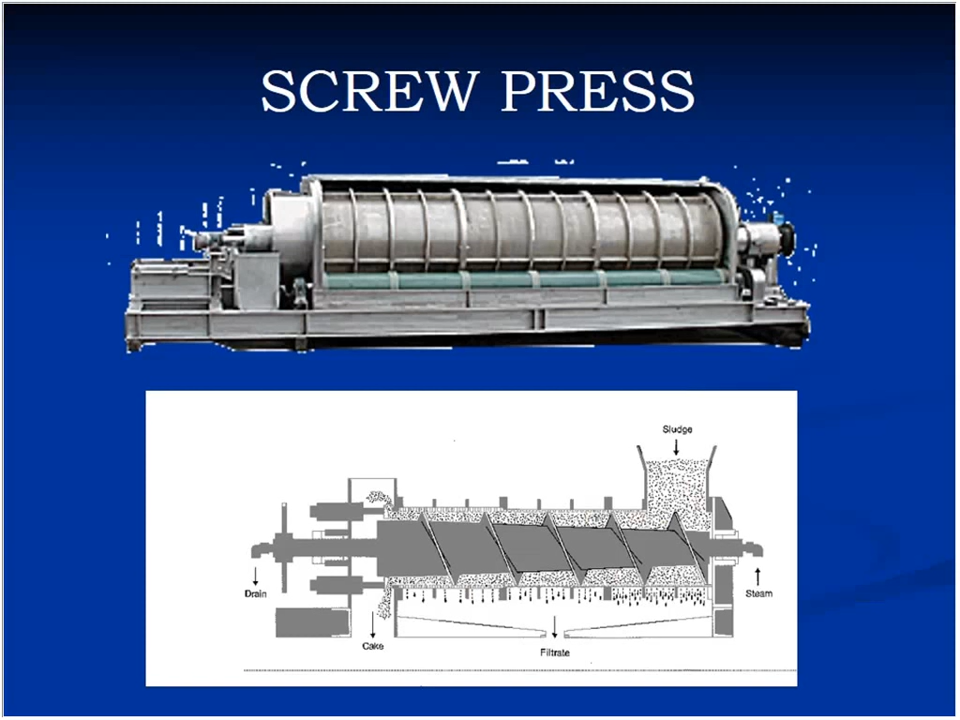 SCREW PRESS
Sludge
Drain
Steam
Cake
Filtrate